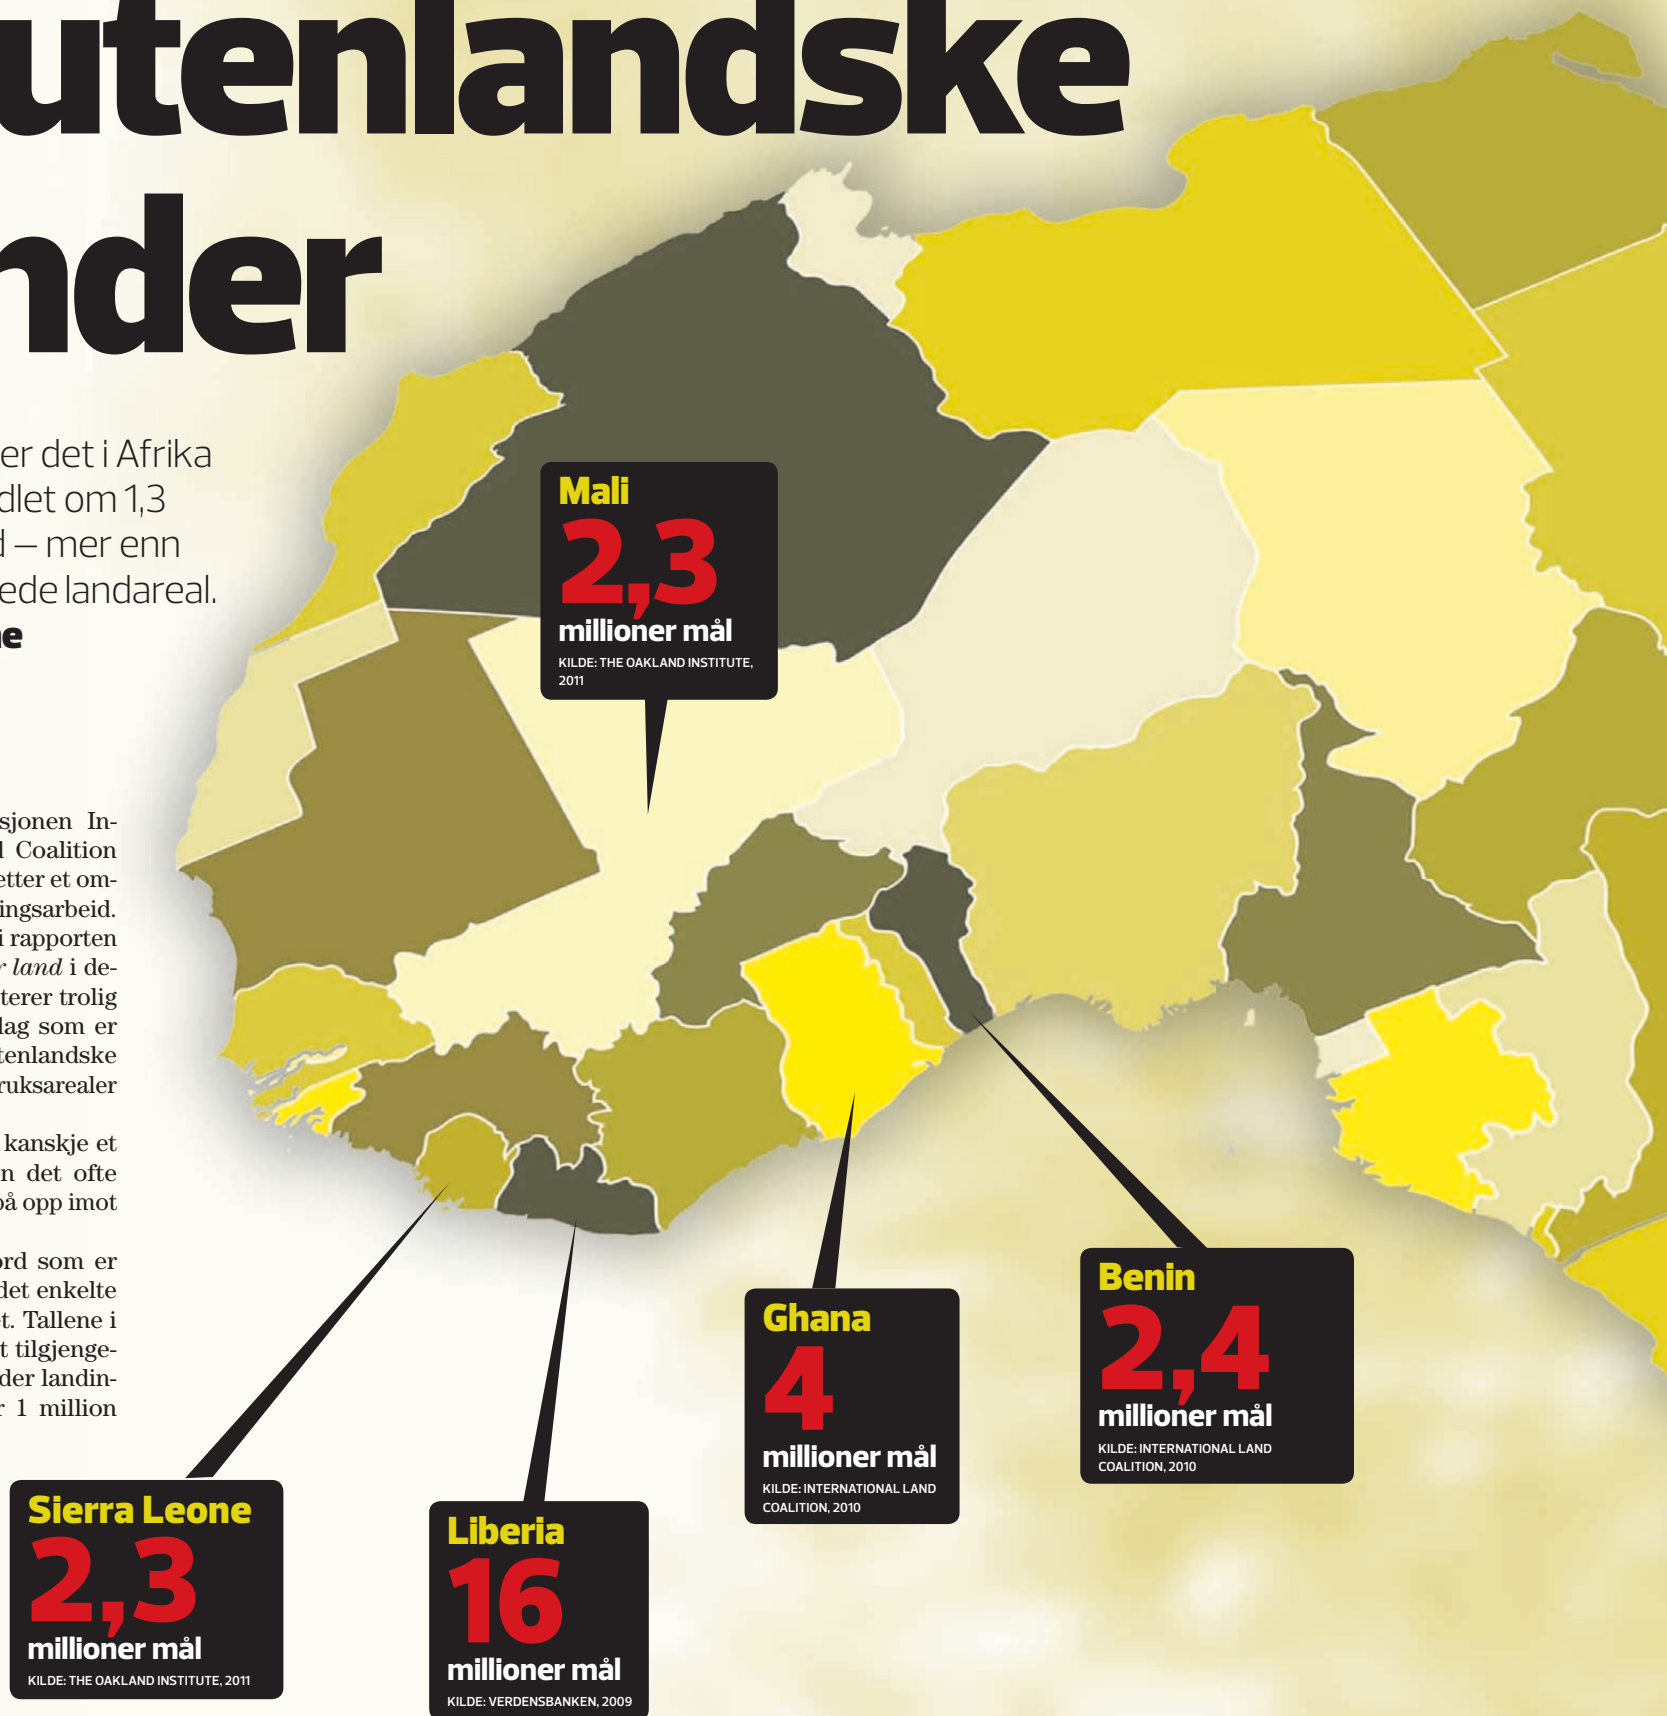 utenlandske
nder
er det i Afrika
dlet om 1,3
d – mer enn
ede landareal.
ne
sjonen In-
l Coalition
etter et om-
ingsarbeid.
i rapporten
r land i de-
terer trolig
lag som er
tenlandske
ruksarealer
kanskje et
n det ofte
på opp imot
ord som er
det enkelte
et. Tallene i
t tilgjenge-
der landin-
r 1 million
Mali
2,3
millioner mål
KILDE: THE OAKLAND INSTITUTE,
2011
Ghana
4
millioner mål
KILDE: INTERNATIONAL LAND
COALITION, 2010
Benin
2,4
millioner mål
KILDE: INTERNATIONAL LAND
COALITION, 2010
Sierra Leone
2,3
millioner mål
KILDE: THE OAKLAND INSTITUTE, 2011
Liberia
16
millioner mål
KILDE: VERDENSBANKEN, 2009